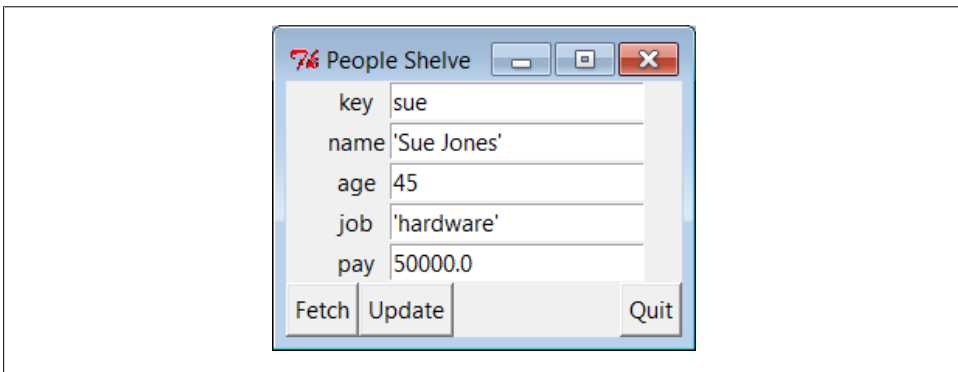 People Shelve
key sue
name 'Sue Jones'
age 45
job 'hardware'
pay 50000.0
Fetch Update Quit